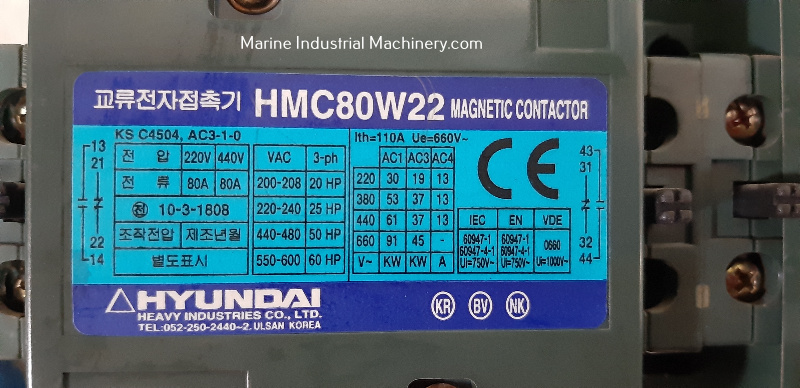 Marine Industrial Machinery.com
교류전자접촉기 HMC80W22 MAGNETIC CONTACTOR
KS C4504, AC3-1-0
Ith=110A Ue=660V~
13
21
22
14
전 압 220V 440V
전 류 80A 80A
전 10-3-1808
조작전압 제조년월
별도표시
VAC 3-ph
200-208 20 HP
220-240 25 HP
440-480 50 HP
550-600 60 HP
AC1 AC3 AC4
220 30 19 13
380 53 37 13
440 61 37 13
660 91 45 -
V~ KW KW A
CE
IEC EN VDE
60947-1 60947-1 0660
60947-4-1 60947-4-1
Ui=750V~ Ui=750V~ Ui=1000V~
43
31
32
44
HYUNDAI
HEAVY INDUSTRIES CO., LTD.
TEL:052-250-2440~2. ULSAN KOREA
KR BV NK